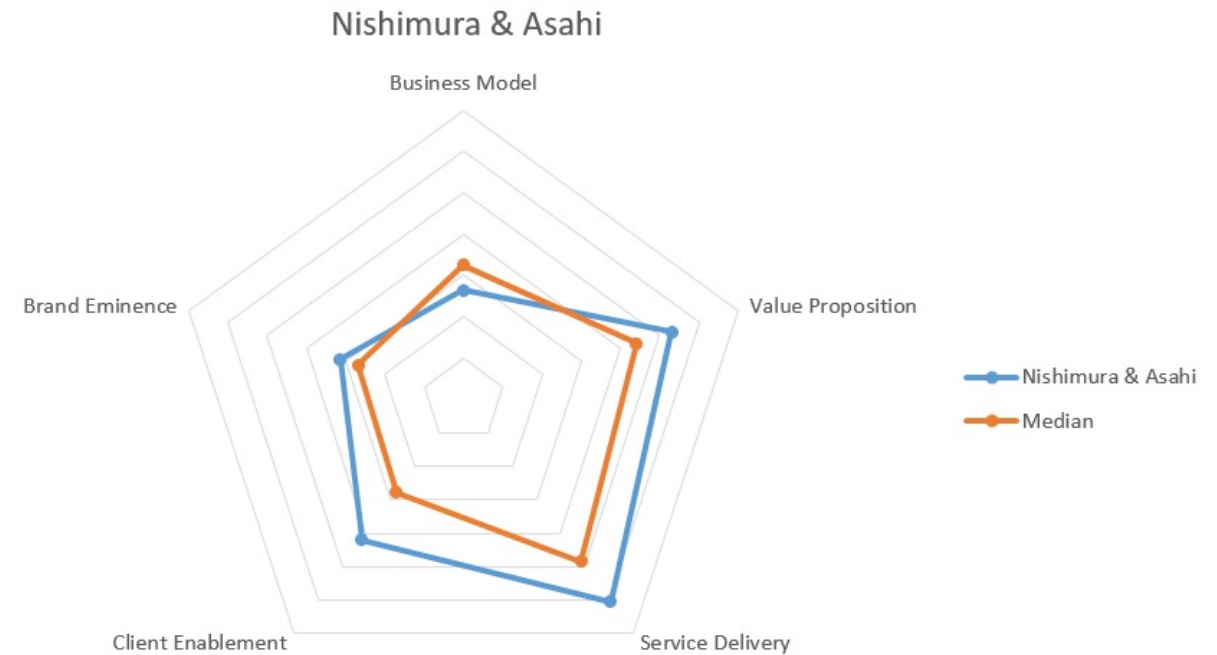 Nishimura & Asahi
Business Model
Brand Eminence
Value Proposition
Nishimura & Asahi
Median
Client Enablement
Service Delivery